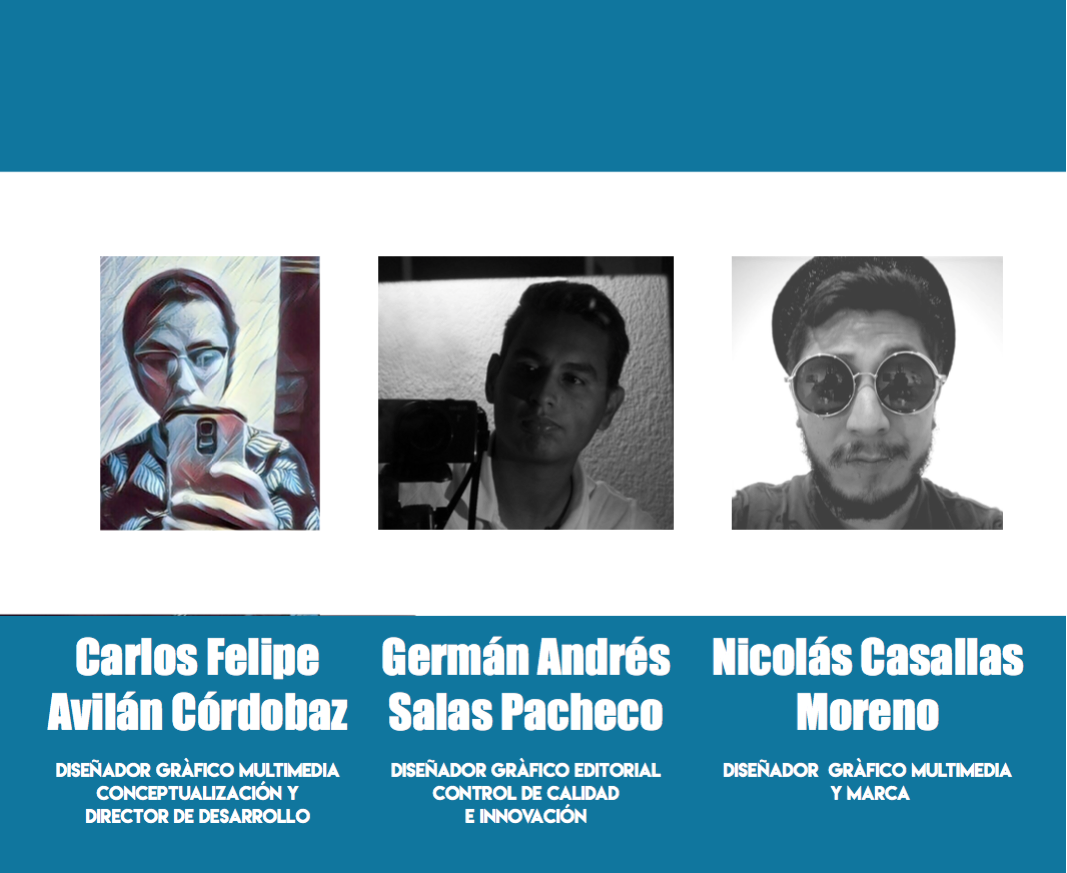 Carlos Felipe
Avilán Córdobaz
DISEÑADOR GRÀFICO MULTIMEDIA
CONCEPTUALIZACIÓN Y
DIRECTOR DE DESARROLLO
Germán Andrés
Salas Pacheco
DISEÑADOR GRÀFICO EDITORIAL
CONTROL DE CALIDAD
E INNOVACIÓN
Nicolás Casallas
Moreno
DISEÑADOR  GRÀFICO MULTIMEDIA
Y MARCA